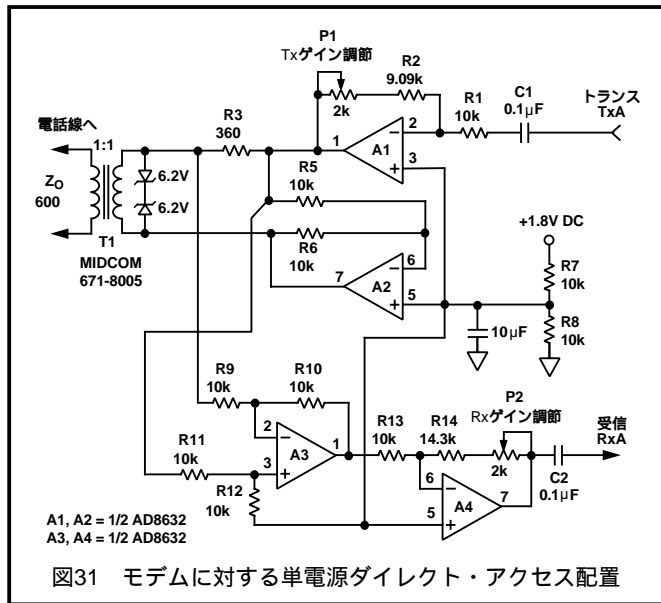 P1
Txゲイン調節
R2
9.09k
2k
R3
360
R1
10k
C1
0.1µF
トランス
TxA
電話線へ
1:1
1
2
A1
3
6.2V
6.2V
ZO
600
R5
10k
R6
10k
T1
MIDCOM
671-8005
7
6
A2
5
+1.8V DC
R7
10k
R8
10k
10µF
R9
10k
R10
10k
P2
Rxゲイン調節
R13
10k
R14
14.3k
2k
受信
RxA
R11
10k
2
A3
3
1
R12
10k
6
A4
5
7
C2
0.1µF
A1, A2 = 1/2 AD8632
A3, A4 = 1/2 AD8632
図31 モデムに対する単電源ダイレクト・アクセス配置